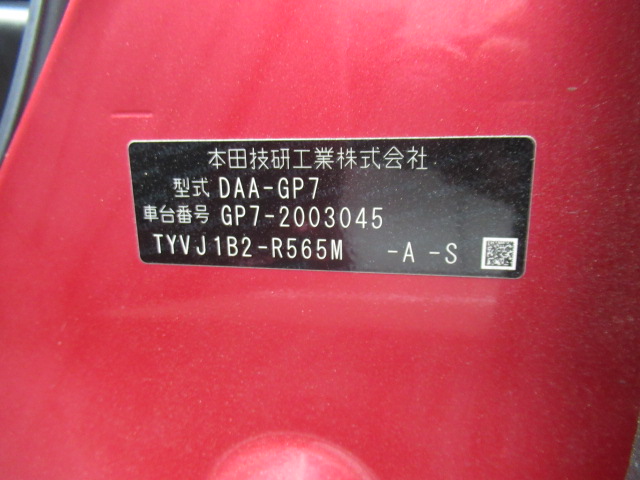 本田技研工業株式会社
型式 DAA-GP7
車台番号 GP7-2003045
TYVJ1B2-R565M -A -S